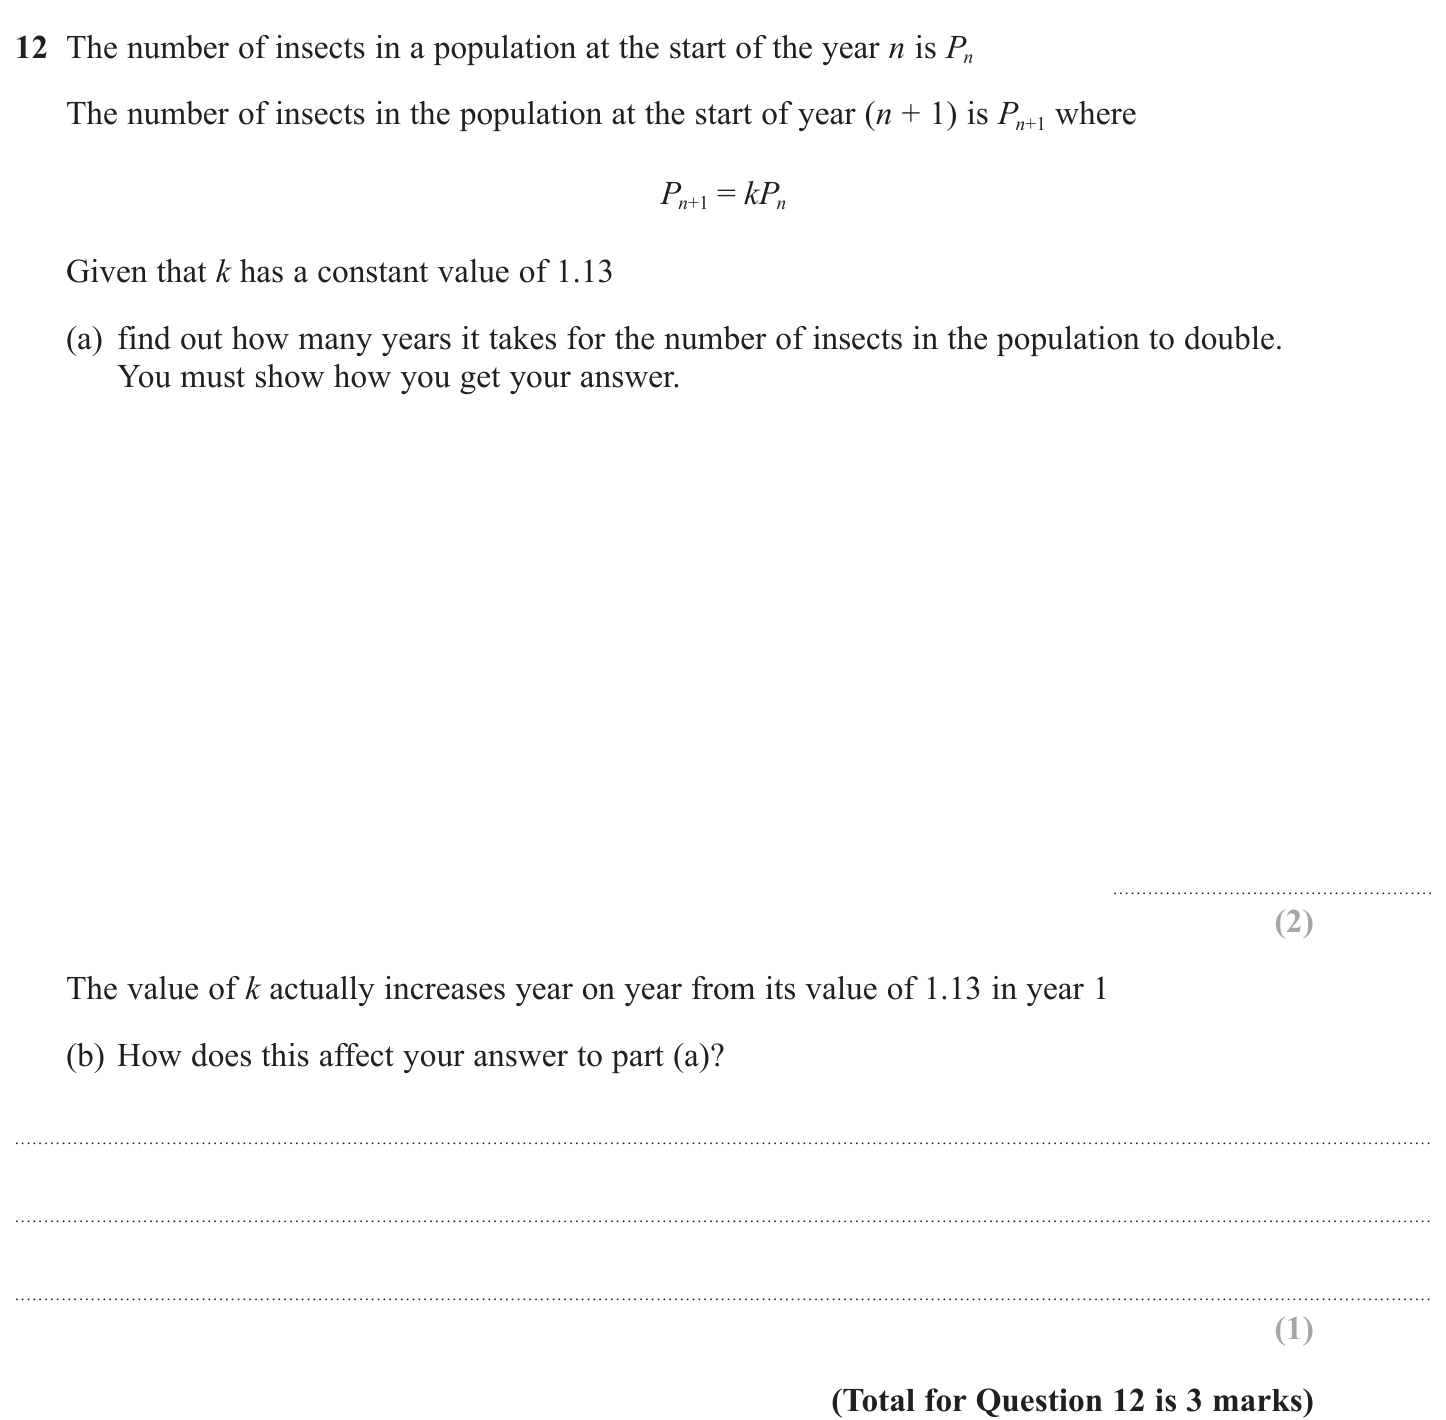 12 The number of insects in a population at the start of the year n is Pₙ
The number of insects in the population at the start of year (n + 1) is Pₙ₊₁ where
Pₙ₊₁ = kPₙ
Given that k has a constant value of 1.13
(a) find out how many years it takes for the number of insects in the population to double.
You must show how you get your answer.
(2)
The value of k actually increases year on year from its value of 1.13 in year 1
(b) How does this affect your answer to part (a)?
(1)
(Total for Question 12 is 3 marks)